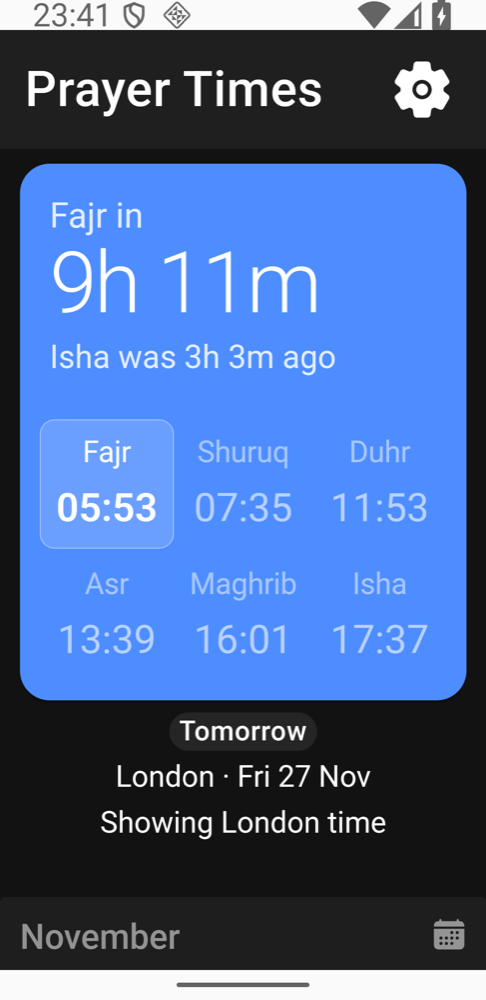 23:41
Prayer Times
Fajr in
9h 11m
Isha was 3h 3m ago
Fajr Shuruq Duhr
05:53 07:35 11:53
Asr Maghrib Isha
13:39 16:01 17:37
Tomorrow
London · Fri 27 Nov
Showing London time
November